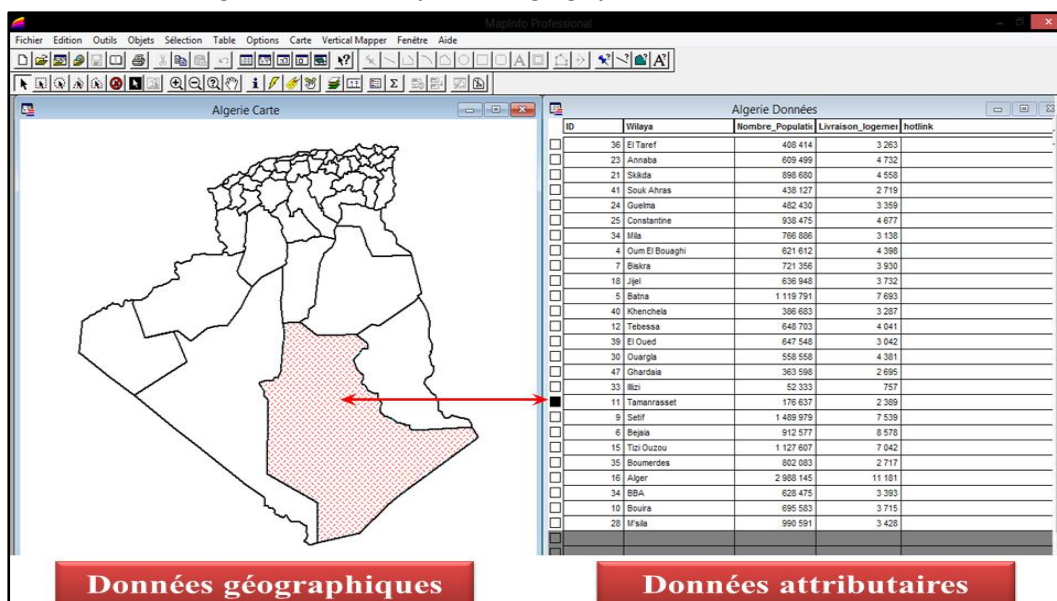 MapInfo Professional
Fichier Edition Outils Objets Sélection Table Options Carte Vertical Mapper Fenêtre Aide
Algerie Carte
Algerie Données
ID Wilaya Nombre_Populatic Livraison_logemer hotlink
36 El Taref 408 414 3 263
23 Annaba 609 499 4 732
21 Skikda 898 680 4 558
41 Souk Ahras 438 127 2 719
24 Guelma 482 430 3 359
25 Constantine 938 475 4 677
34 Mila 766 886 3 138
4 Oum El Bouaghi 621 612 4 398
7 Biskra 721 356 3 930
18 Jijel 636 948 3 732
5 Batna 1 119 791 7 693
40 Khenchela 386 683 3 287
12 Tebessa 648 703 4 041
39 El Oued 647 548 3 042
30 Ouargla 558 558 4 381
47 Ghardaia 363 598 2 695
33 Illizi 52 333 757
11 Tamanrasset 176 637 2 389
9 Setif 1 489 979 7 539
6 Bejaia 912 577 8 578
15 Tizi Ouzou 1 127 607 7 042
35 Boumerdes 802 083 2 717
16 Alger 2 988 145 11 181
34 BBA 628 475 3 393
10 Bouira 695 583 3 715
28 M'sila 990 591 3 428
Données géographiques
Données attributaires